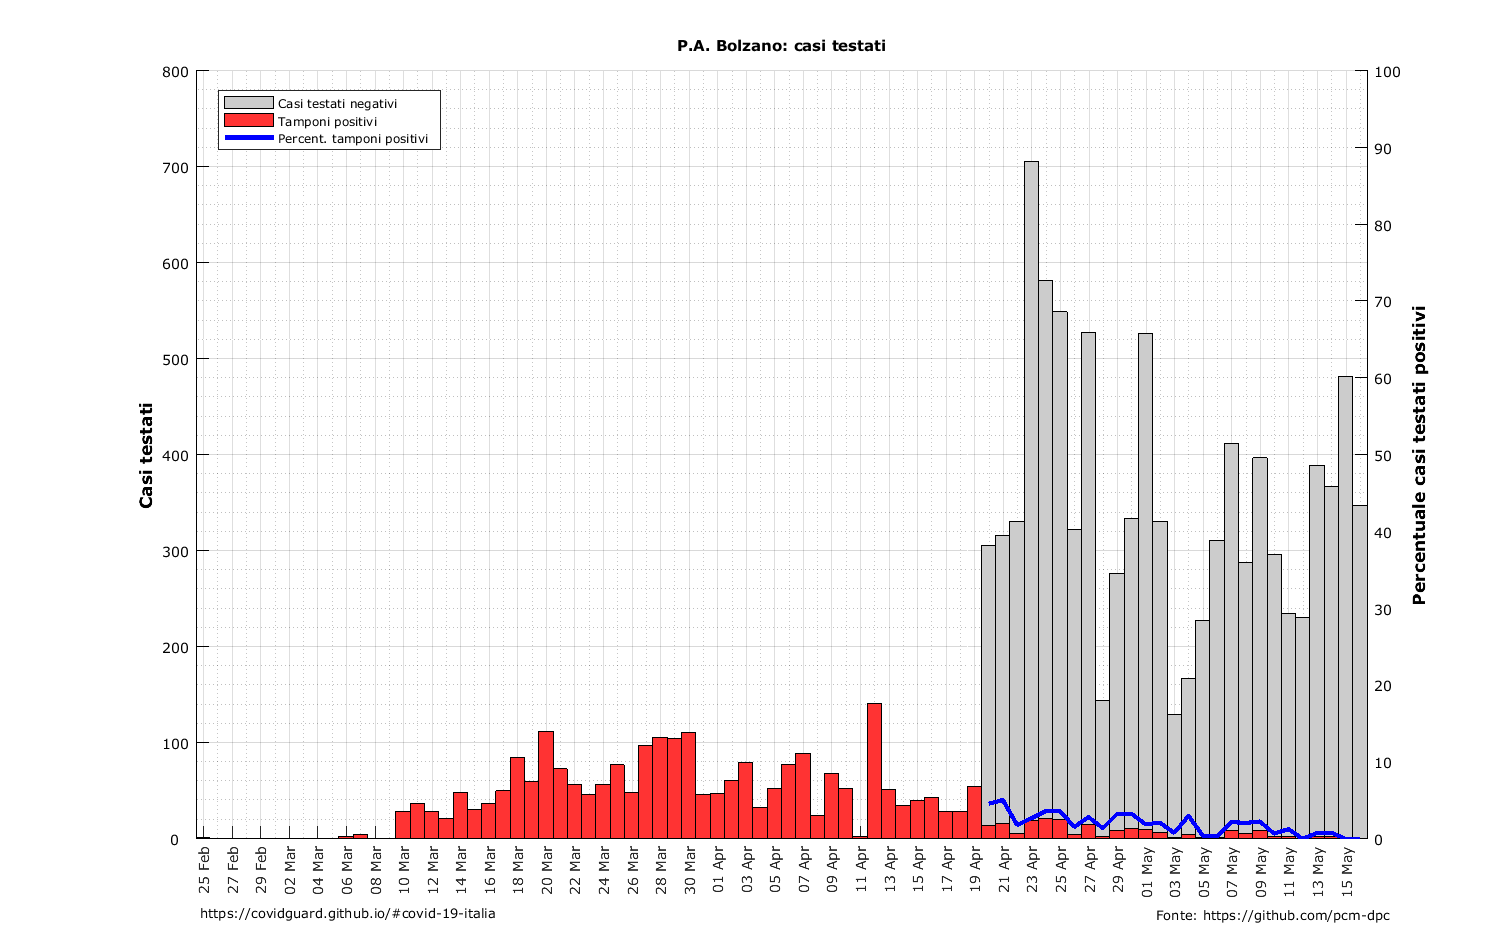 P.A. Bolzano: casi testati
Casi testati negativi
Tamponi positivi
Percent. tamponi positivi
Casi testati
800
700
600
500
400
300
200
100
0
100
90
80
70
60
50
40
30
20
10
0
Percentuale casi testati positivi
25 Feb
27 Feb
29 Feb
02 Mar
04 Mar
06 Mar
08 Mar
10 Mar
12 Mar
14 Mar
16 Mar
18 Mar
20 Mar
22 Mar
24 Mar
26 Mar
28 Mar
30 Mar
01 Apr
03 Apr
05 Apr
07 Apr
09 Apr
11 Apr
13 Apr
15 Apr
17 Apr
19 Apr
21 Apr
23 Apr
25 Apr
27 Apr
29 Apr
01 May
03 May
05 May
07 May
09 May
11 May
13 May
15 May
https://covidguard.github.io/#covid-19-italia
Fonte: https://github.com/pcm-dpc